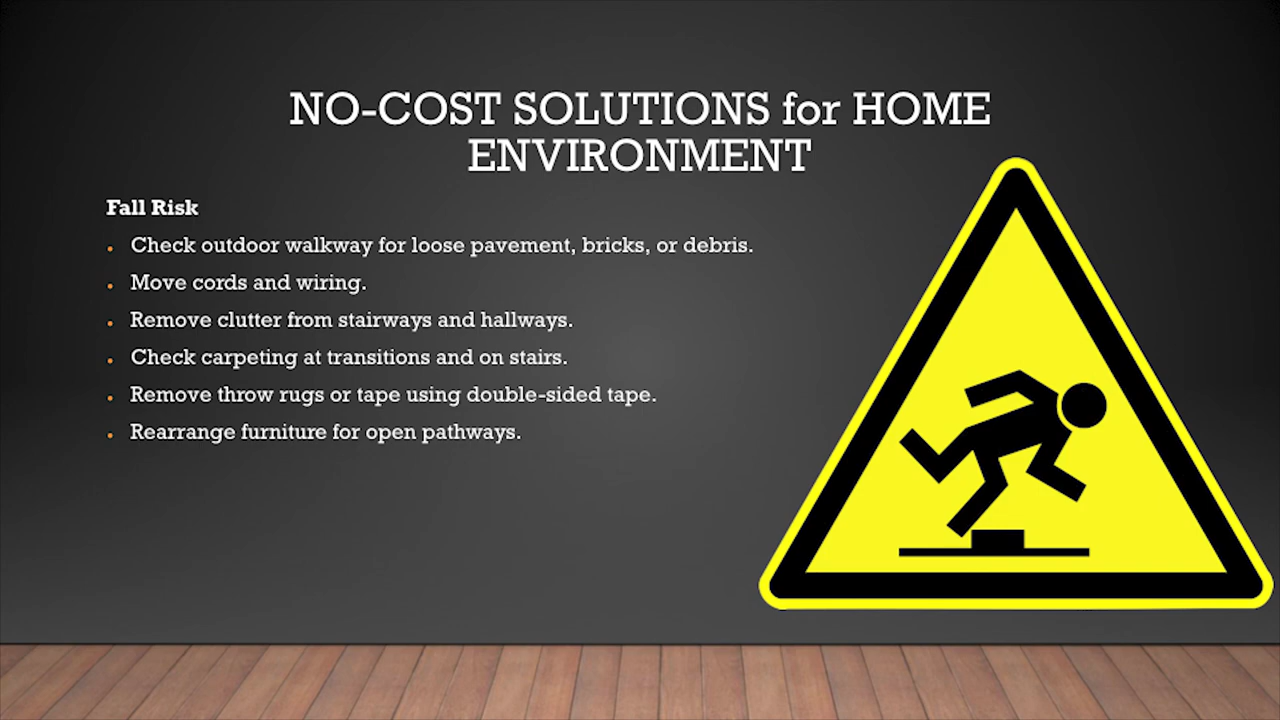 NO-COST SOLUTIONS for HOME
ENVIRONMENT
Fall Risk
• Check outdoor walkway for loose pavement, bricks, or debris.
• Move cords and wiring.
• Remove clutter from stairways and hallways.
• Check carpeting at transitions and on stairs.
• Remove throw rugs or tape using double-sided tape.
• Rearrange furniture for open pathways.